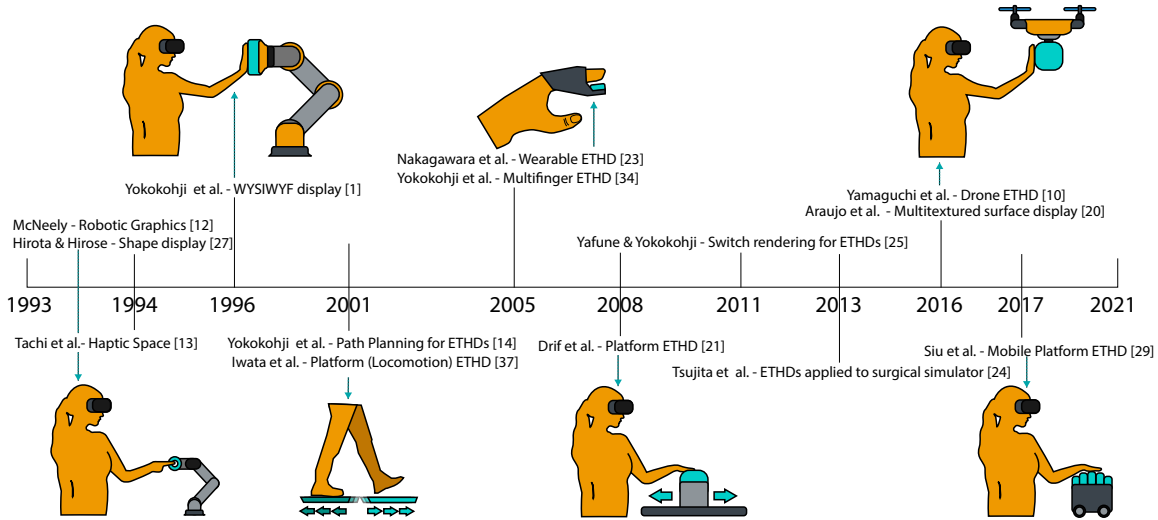 Nakagawara et al. - Wearable ETHD [23]
Yokokohji et al. - Multifinger ETHD [34]
Yokokohji et al. - WYSIWYF display [1]
Yamaguchi et al. - Drone ETHD [10]
Araujo et al. - Multitextured surface display [20]
McNeely - Robotic Graphics [12]
Hirota & Hirose - Shape display [27]
Yafune & Yokokohji - Switch rendering for ETHDs [25]
1993 1994 1996 2001 2005 2008 2011 2013 2016 2017 2021
Tachi et al.- Haptic Space [13]
Yokokohji et al. - Path Planning for ETHDs [14]
Iwata et al. - Platform (Locomotion) ETHD [37]
Drif et al. - Platform ETHD [21]
Siu et al. - Mobile Platform ETHD [29]
Tsujita et al. - ETHDs applied to surgical simulator [24]